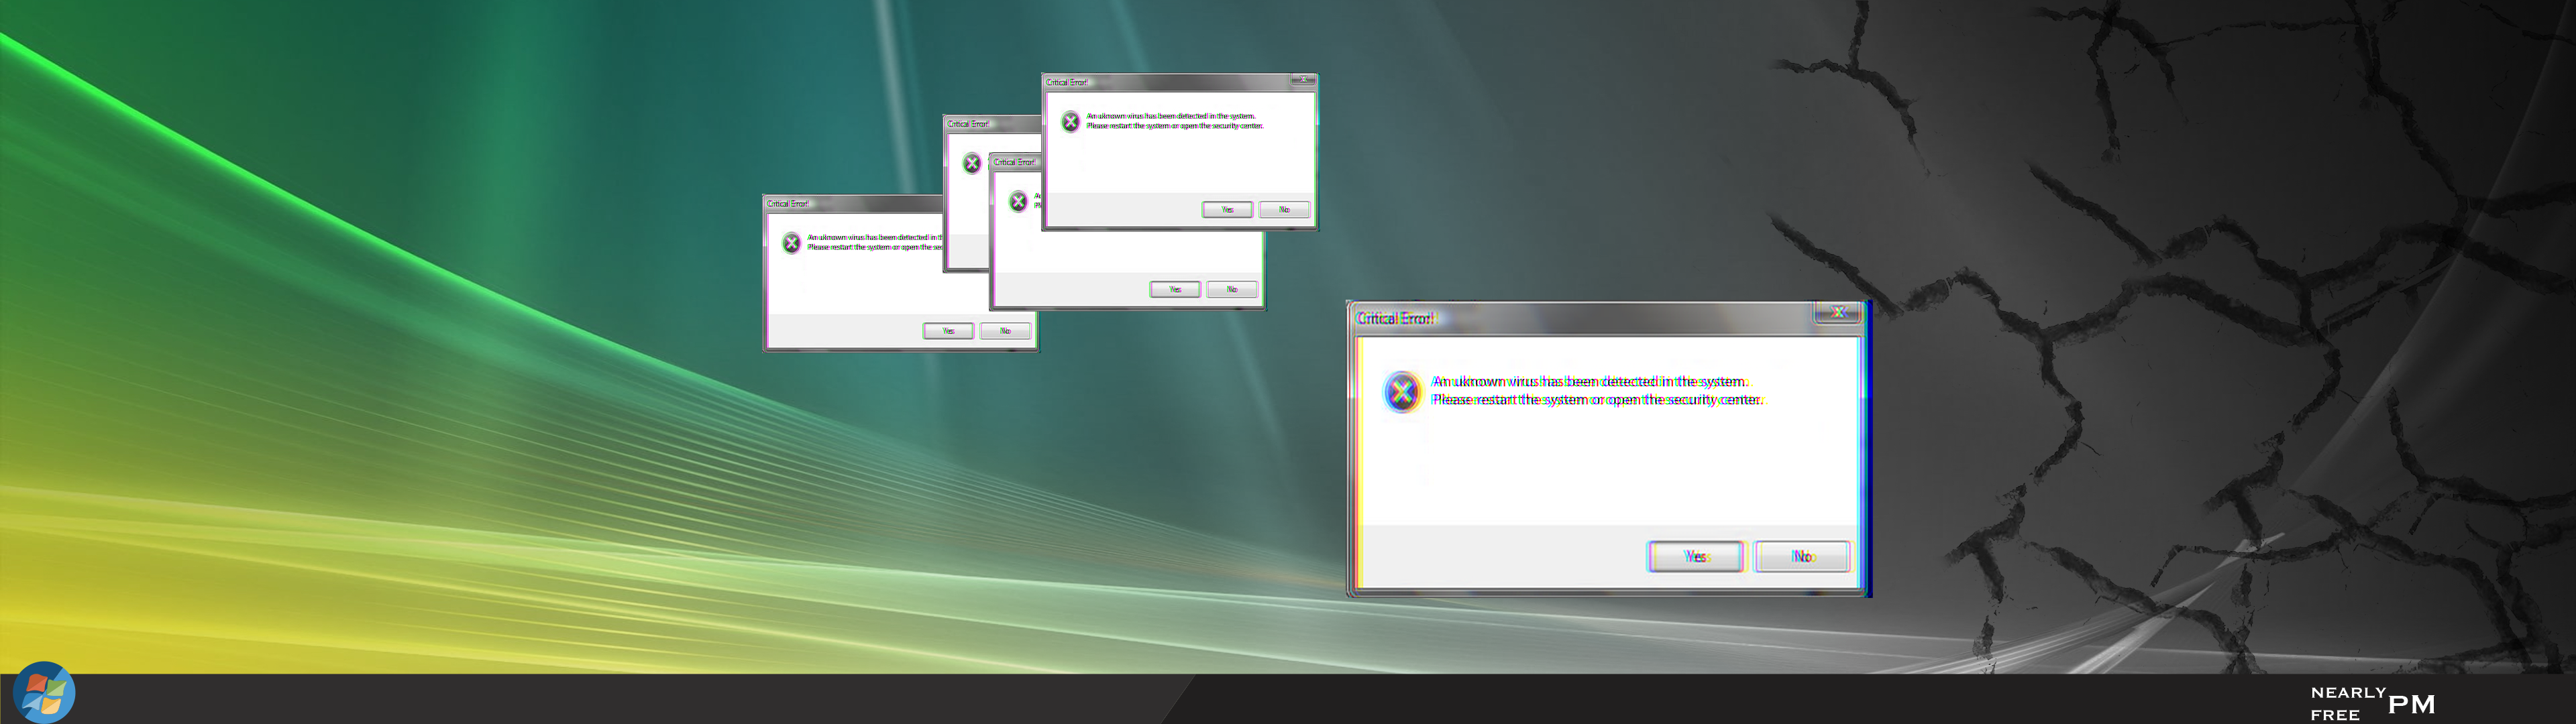 Critical Error!
An uknown virus has been detected in the system.
Please restart the system or open the security center.
Yes No
Critical Error!
Critical Error!
A
Pl
Yes No
Critical Error!
An uknown virus has been detected in t
Please restart the system or open the se
Yes No
Critical Error!
An uknown virus has been detected in the system.
Please restart the system or open the security center.
Yes No
NEARLY
FREE PM